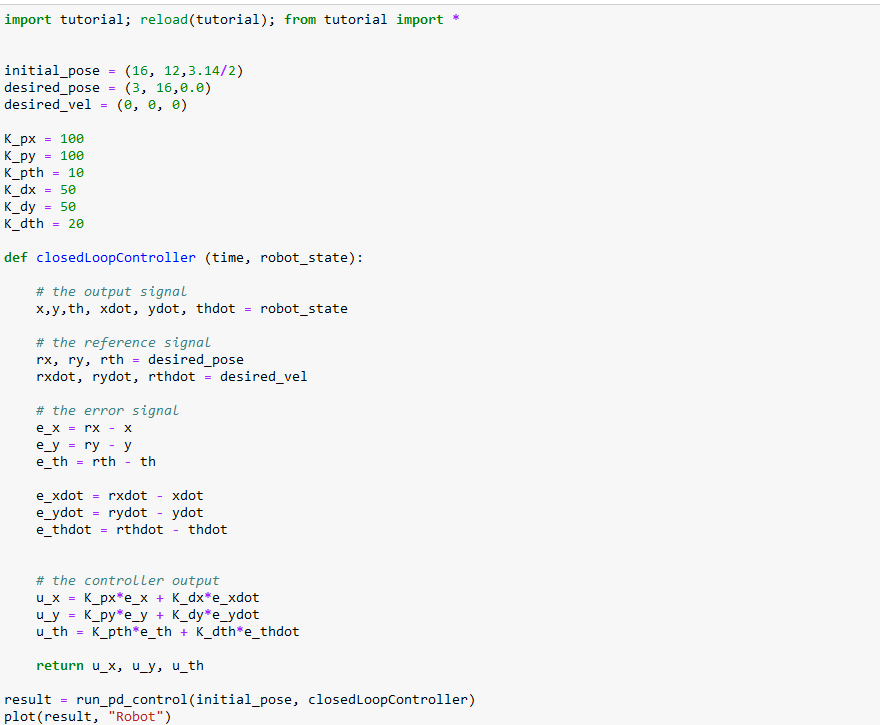 import tutorial; reload(tutorial); from tutorial import *
initial_pose = (16, 12,3.14/2)
desired_pose = (3, 16,0.0)
desired_vel = (0, 0, 0)
K_px = 100
K_py = 100
K_pth = 10
K_dx = 50
K_dy = 50
K_dth = 20
def closedLoopController (time, robot_state):
# the output signal
x,y,th, xdot, ydot, thdot = robot_state
# the reference signal
rx, ry, rth = desired_pose
rxdot, rydot, rthdot = desired_vel
# the error signal
e_x = rx - x
e_y = ry - y
e_th = rth - th
e_xdot = rxdot - xdot
e_ydot = rydot - ydot
e_thdot = rthdot - thdot
# the controller output
u_x = K_px*e_x + K_dx*e_xdot
u_y = K_py*e_y + K_dy*e_ydot
u_th = K_pth*e_th + K_dth*e_thdot
return u_x, u_y, u_th
result = run_pd_control(initial_pose, closedLoopController)
plot(result, "Robot")